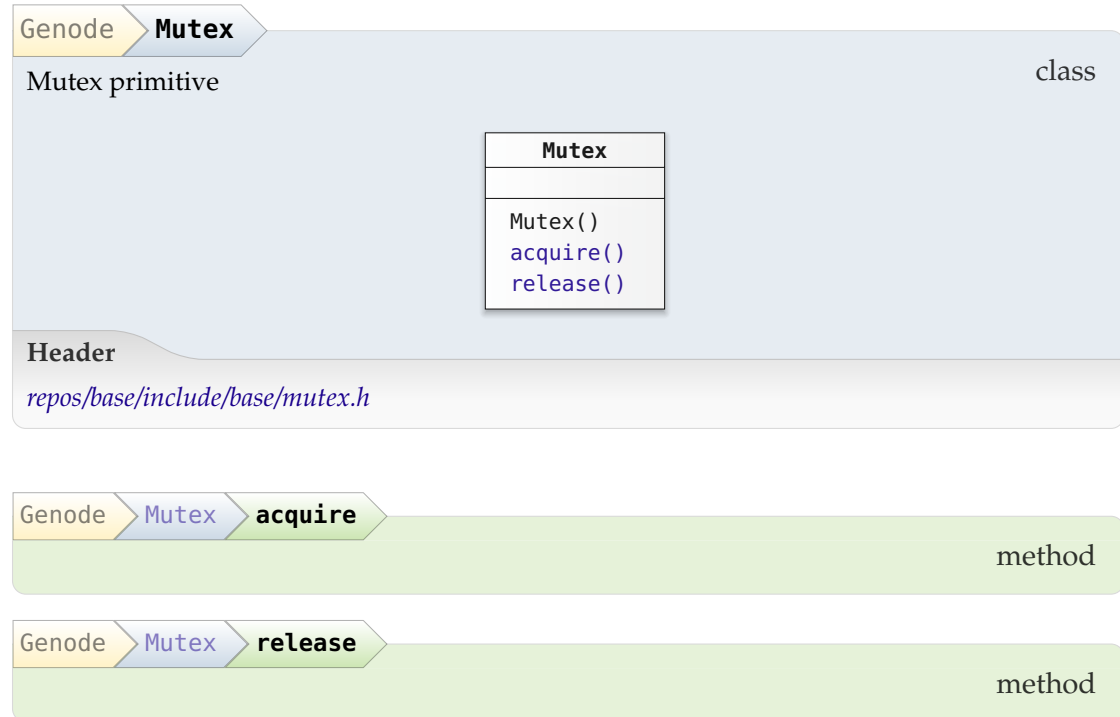 Genode Mutex
class
Mutex primitive
Mutex
Mutex()
acquire()
release()
Header
repos/base/include/base/mutex.h
Genode Mutex acquire
method
Genode Mutex release
method